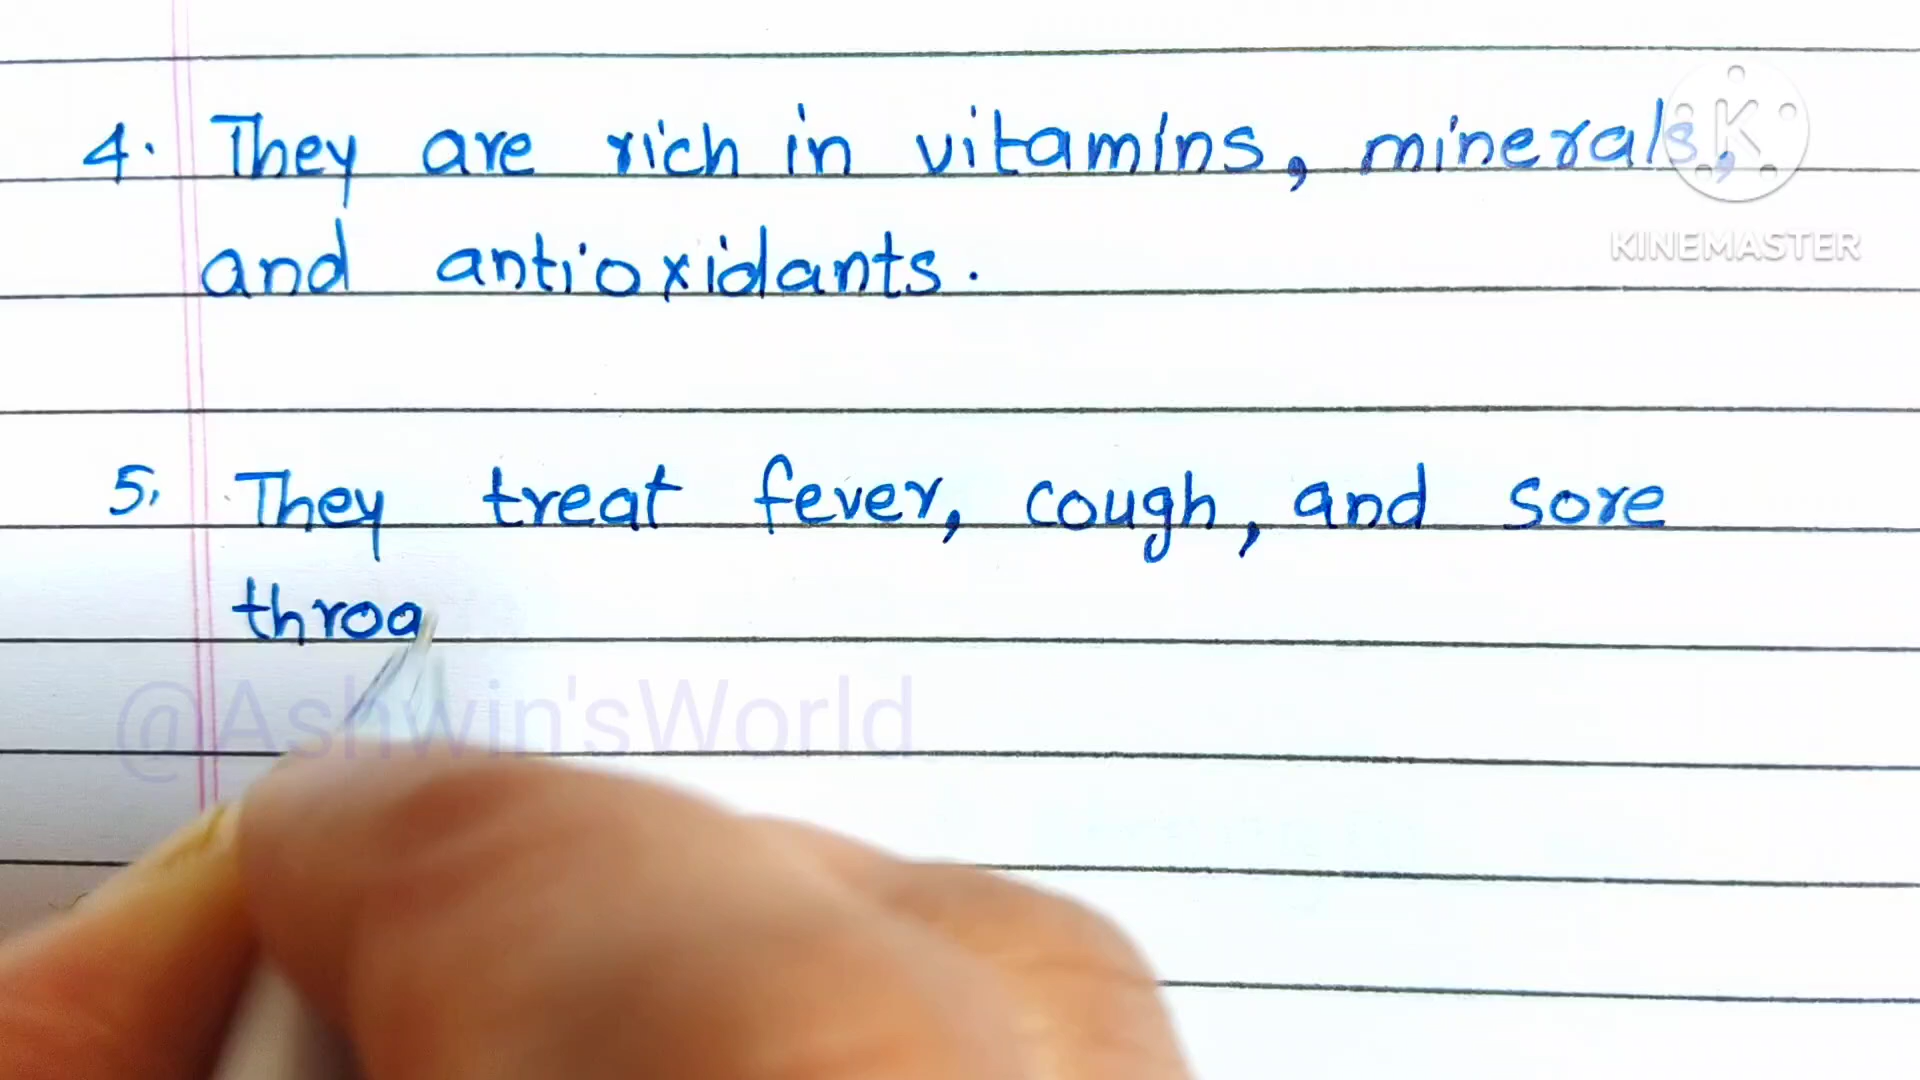 4. They are rich in vitamins, minerals,
and antioxidants.
5. They treat fever, cough, and sore
throa
@Ashwin'sWorld
K
KINEMASTER